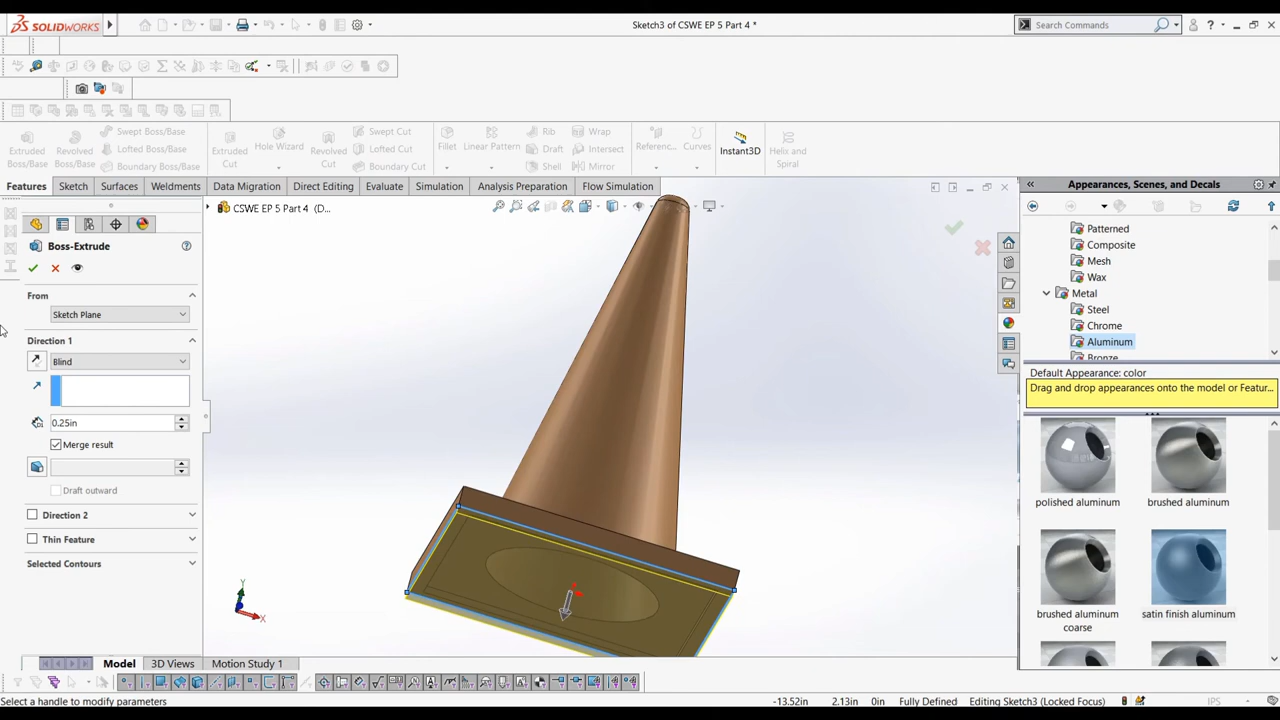 SOLIDWORKS
Sketch3 of CSWE EP 5 Part 4 *
Search Commands
Extruded Boss/Base
Revolved Boss/Base
Swept Boss/Base
Lofted Boss/Base
Boundary Boss/Base
Extruded Cut
Hole Wizard
Revolved Cut
Swept Cut
Lofted Cut
Boundary Cut
Fillet
Linear Pattern
Rib
Draft
Shell
Wrap
Intersect
Mirror
Referenc...
Curves
Instant3D
Helix and Spiral
Features
Sketch
Surfaces
Weldments
Data Migration
Direct Editing
Evaluate
Simulation
Analysis Preparation
Flow Simulation
CSWE EP 5 Part 4 (D...
Boss-Extrude
From
Sketch Plane
Direction 1
Blind
0.25in
Merge result
Draft outward
Direction 2
Thin Feature
Selected Contours
Y
X
Appearances, Scenes, and Decals
Patterned
Composite
Mesh
Wax
Metal
Steel
Chrome
Aluminum
Bronze
Default Appearance: color
Drag and drop appearances onto the model or Featur...
polished aluminum
brushed aluminum
brushed aluminum coarse
satin finish aluminum
Model
3D Views
Motion Study 1
Select a handle to modify parameters
-13.52in
2.13in
0in
Fully Defined
Editing Sketch3 (Locked Focus)
IPS